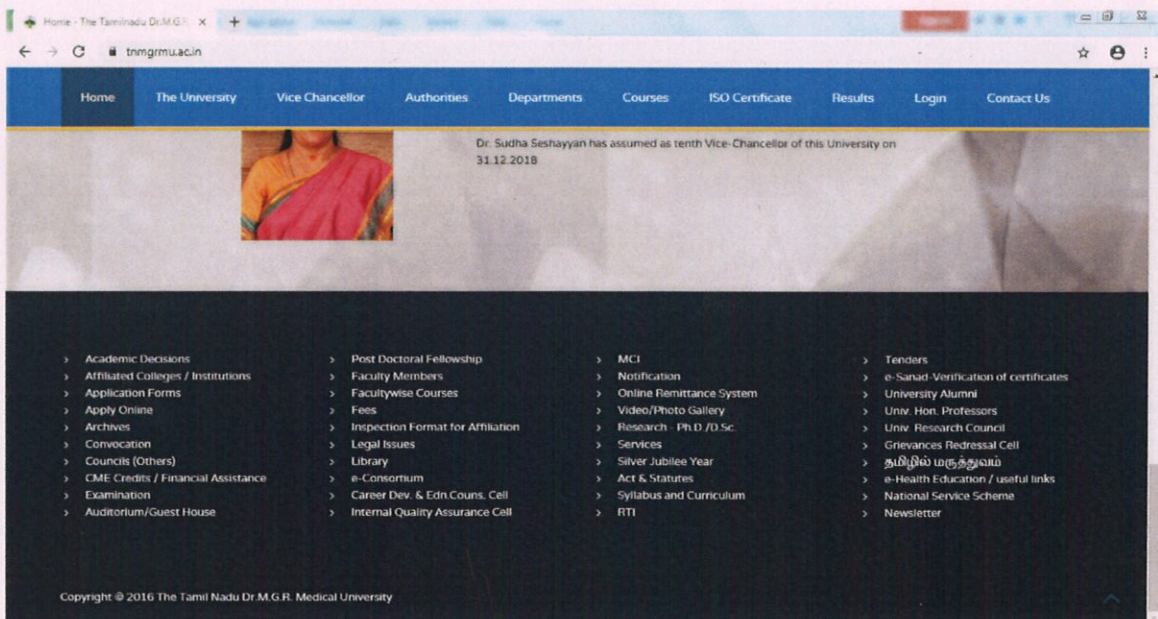 Home - The Tamilnadu Dr.M.G.R.
tnmgrmu.ac.in
Home The University Vice Chancellor Authorities Departments Courses ISO Certificate Results Login Contact Us
Dr. Sudha Seshayyan has assumed as tenth Vice-Chancellor of this University on
31.12.2018
Academic Decisions
Affiliated Colleges / Institutions
Application Forms
Apply Online
Archives
Convocation
Councils (Others)
CME Credits / Financial Assistance
Examination
Auditorium/Guest House
Post Doctoral Fellowship
Faculty Members
Facultywise Courses
Fees
Inspection Format for Affiliation
Legal Issues
Library
e-Consortium
Career Dev. & Edn.Couns. Cell
Internal Quality Assurance Cell
MCI
Notification
Online Remittance System
Video/Photo Gallery
Research - Ph.D./D.Sc.
Services
Silver Jubilee Year
Act & Statutes
Syllabus and Curriculum
RTI
Tenders
e-Sanad-Verification of certificates
University Alumni
Univ. Hon. Professors
Univ. Research Council
Grievances Redressal Cell
தமிழில் மருத்துவம்
e-Health Education / useful links
National Service Scheme
Newsletter
Copyright © 2016 The Tamil Nadu Dr.M.G.R. Medical University